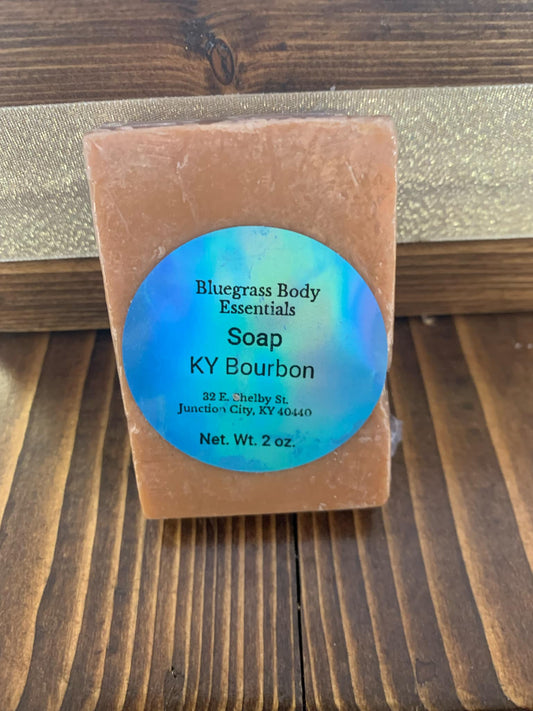 Bluegrass Body
Essentials
Soap
KY Bourbon
32 E. Shelby St.
Junction City, KY 40440
Net. Wt. 2 oz.